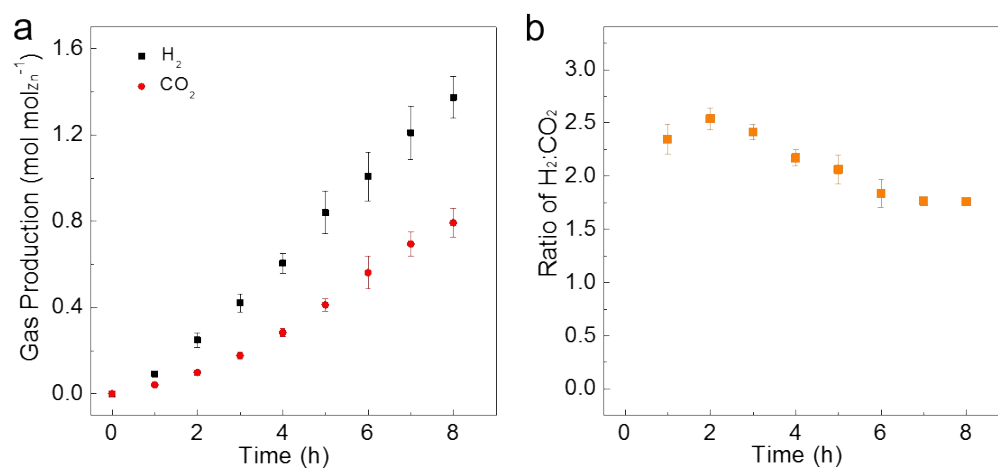 a
Gas Production (mol mol_Zn⁻¹)
1.6
1.2
0.8
0.4
0.0
H₂
CO₂
0 2 4 6 8
Time (h)
b
Ratio of H₂:CO₂
3.0
2.5
2.0
1.5
1.0
0.5
0.0
0 2 4 6 8
Time (h)